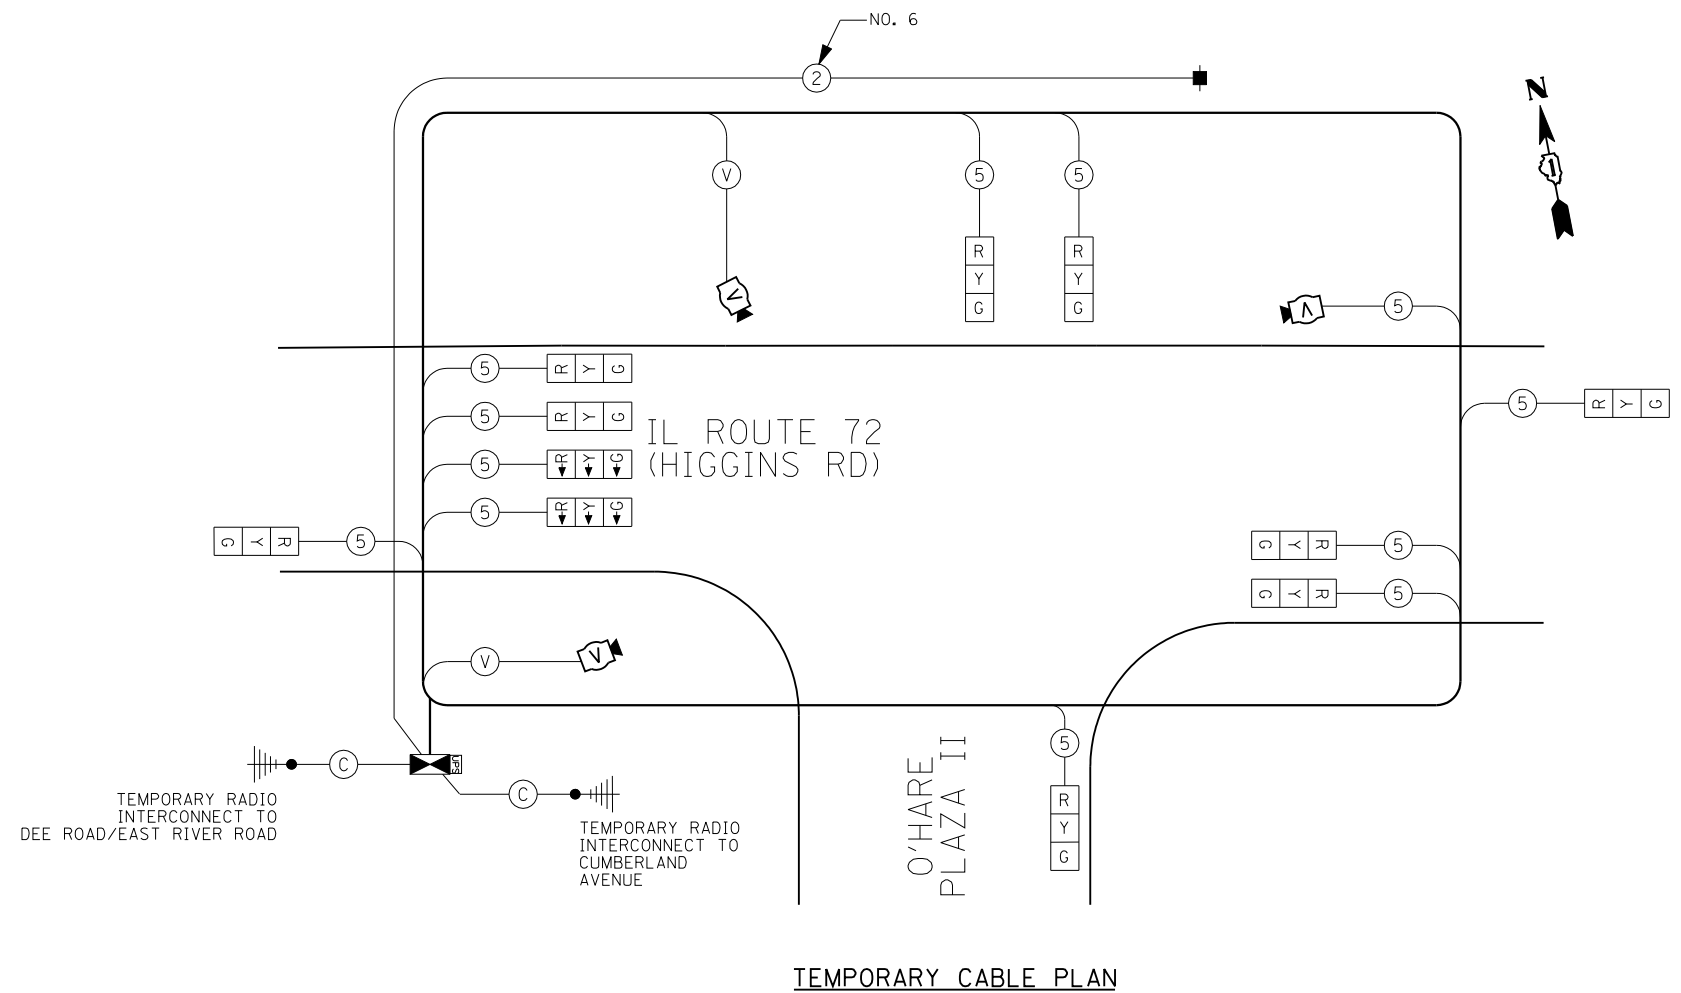 NO. 6
2
N
1
V
5
5
R
Y
G
R
Y
G
V
V
5
5
R Y G
5
R Y G
5
R Y G
5
R Y G
5
R Y G
IL ROUTE 72
(HIGGINS RD)
G Y R
5
G Y R
5
G Y R
5
V
V
5
R
Y
G
UPS
C
C
TEMPORARY RADIO
INTERCONNECT TO
DEE ROAD/EAST RIVER ROAD
TEMPORARY RADIO
INTERCONNECT TO
CUMBERLAND
AVENUE
O'HARE
PLAZA II
TEMPORARY CABLE PLAN